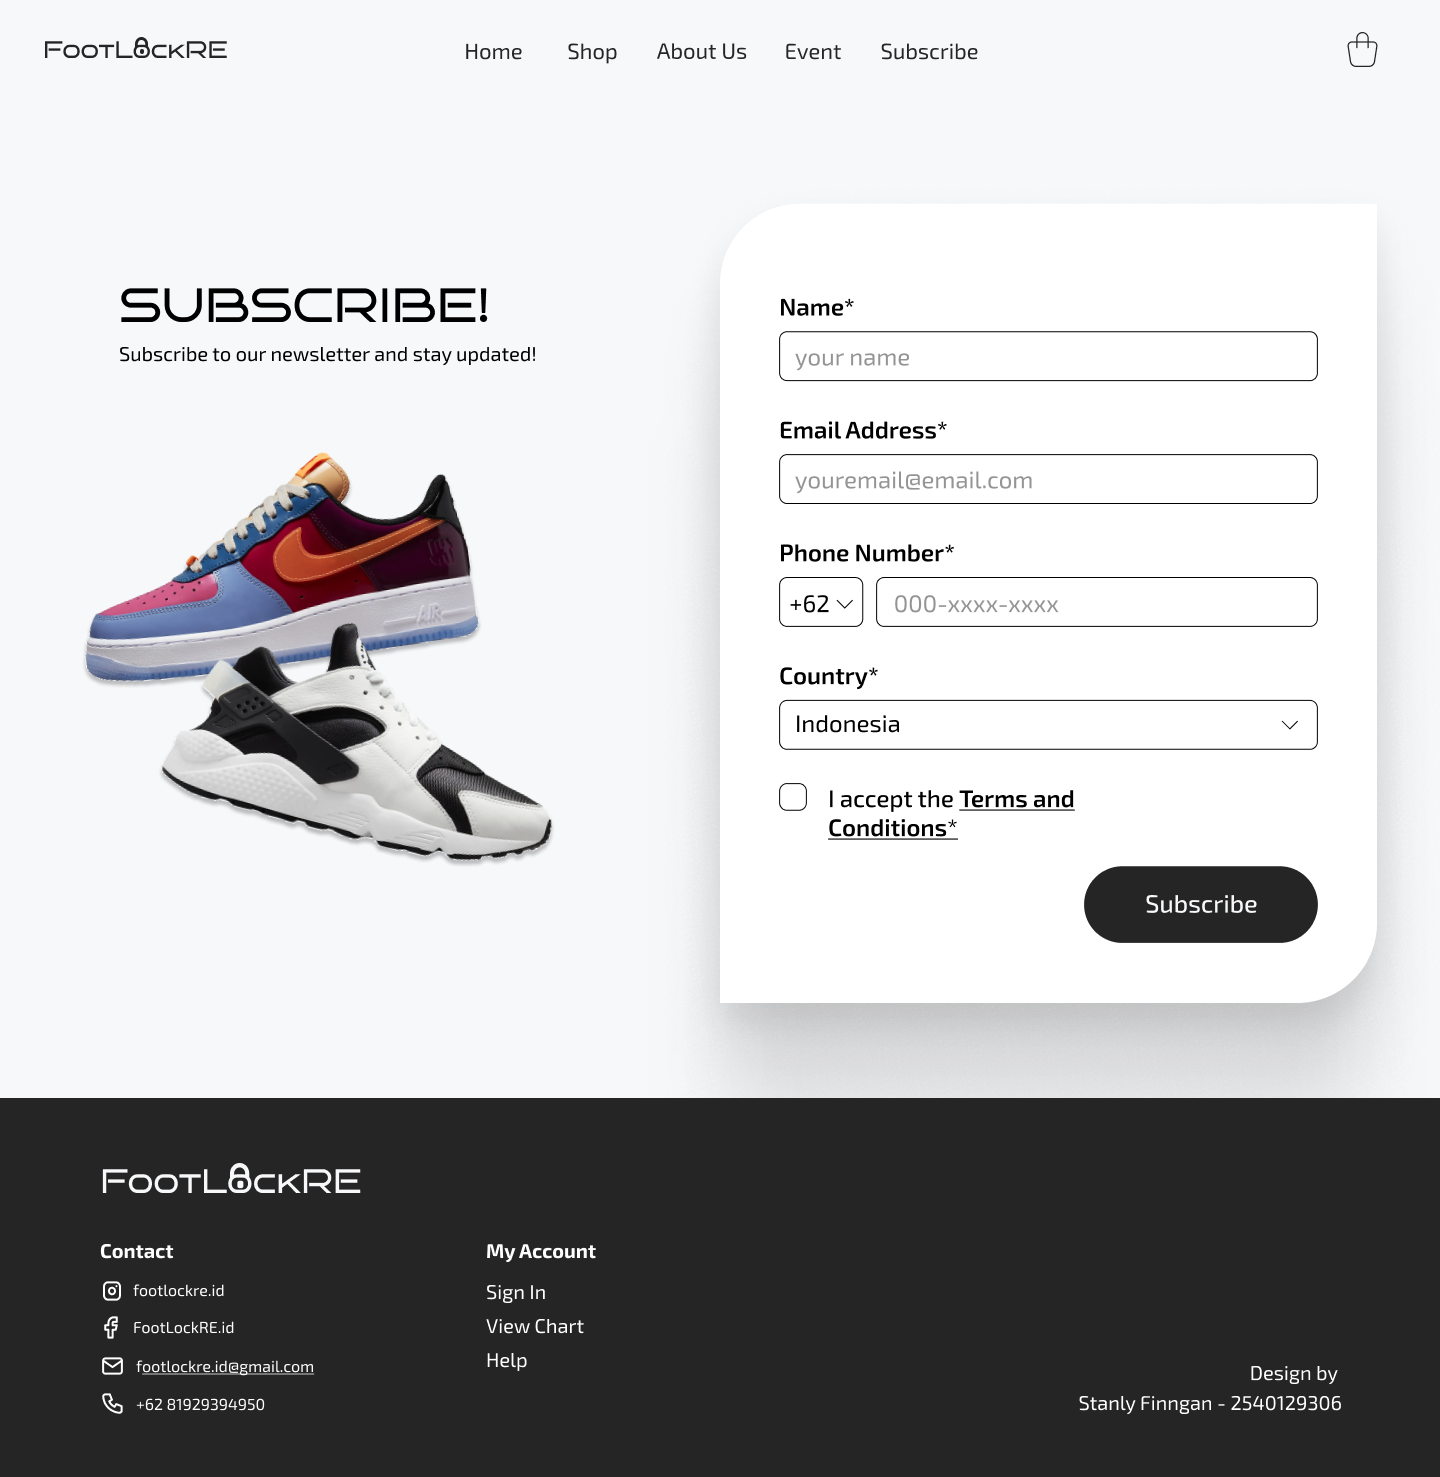 FootLockRE
Home Shop About Us Event Subscribe
SUBSCRIBE!
Subscribe to our newsletter and stay updated!
AIR
Name*
your name
Email Address*
youremail@email.com
Phone Number*
+62 000-xxxx-xxxx
Country*
Indonesia
I accept the Terms and
Conditions*
Subscribe
FootLockRE
Contact
footlockre.id
FootLockRE.id
footlockre.id@gmail.com
+62 81929394950
My Account
Sign In
View Chart
Help
Design by
Stanly Finngan - 2540129306